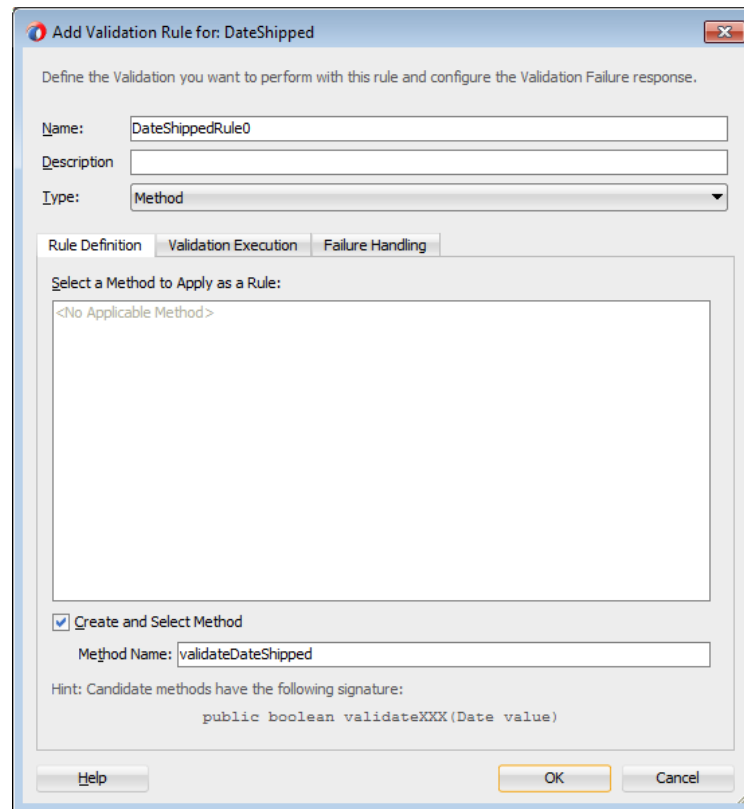 Add Validation Rule for: DateShipped
Define the Validation you want to perform with this rule and configure the Validation Failure response.
Name: DateShippedRule0
Description
Type: Method
Rule Definition Validation Execution Failure Handling
Select a Method to Apply as a Rule:
<No Applicable Method>
Create and Select Method
Method Name: validateDateShipped
Hint: Candidate methods have the following signature:
public boolean validateXXX(Date value)
Help OK Cancel